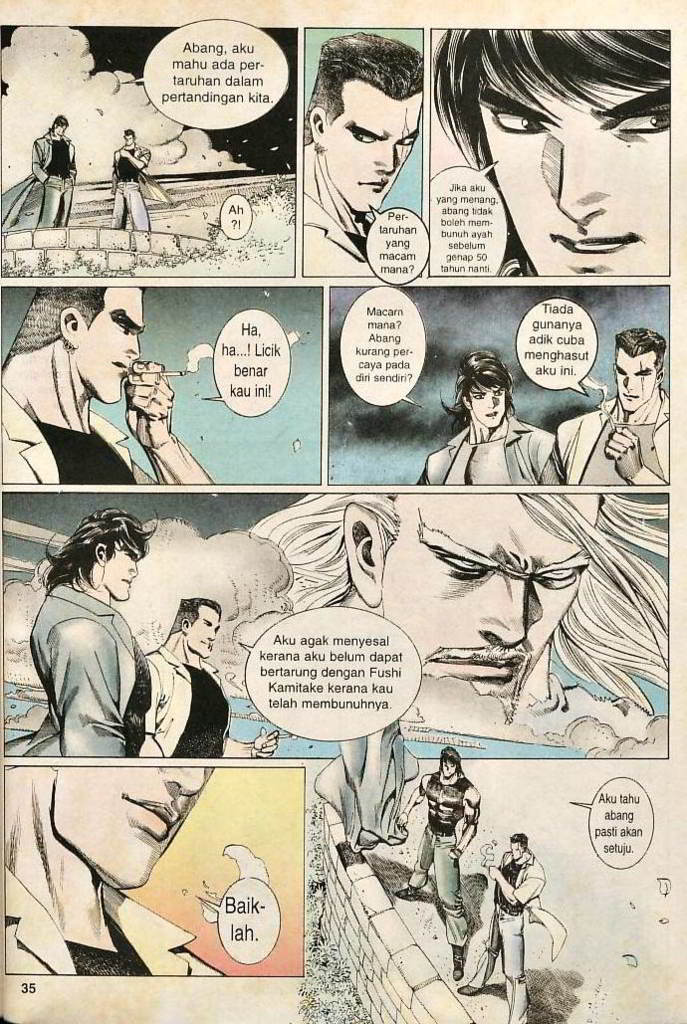 Abang, aku
mahu ada per-
taruhan dalam
pertandingan kita.
Ah
?!
Per-
taruhan
yang
macam
mana?
Jika aku
yang menang,
abang tidak
boleh mem-
bunuh ayah
sebelum
genap 50
tahun nanti.
Ha,
ha...! Licik
benar
kau ini!
Macam
mana?
Abang
kurang per-
caya pada
diri sendiri?
Tiada
gunanya
adik cuba
menghasut
aku ini.
Aku agak menyesal
kerana aku belum dapat
bertarung dengan Fushi
Kamitake kerana kau
telah membunuhnya.
Baik-
lah.
Aku tahu
abang
pasti akan
setuju.
35